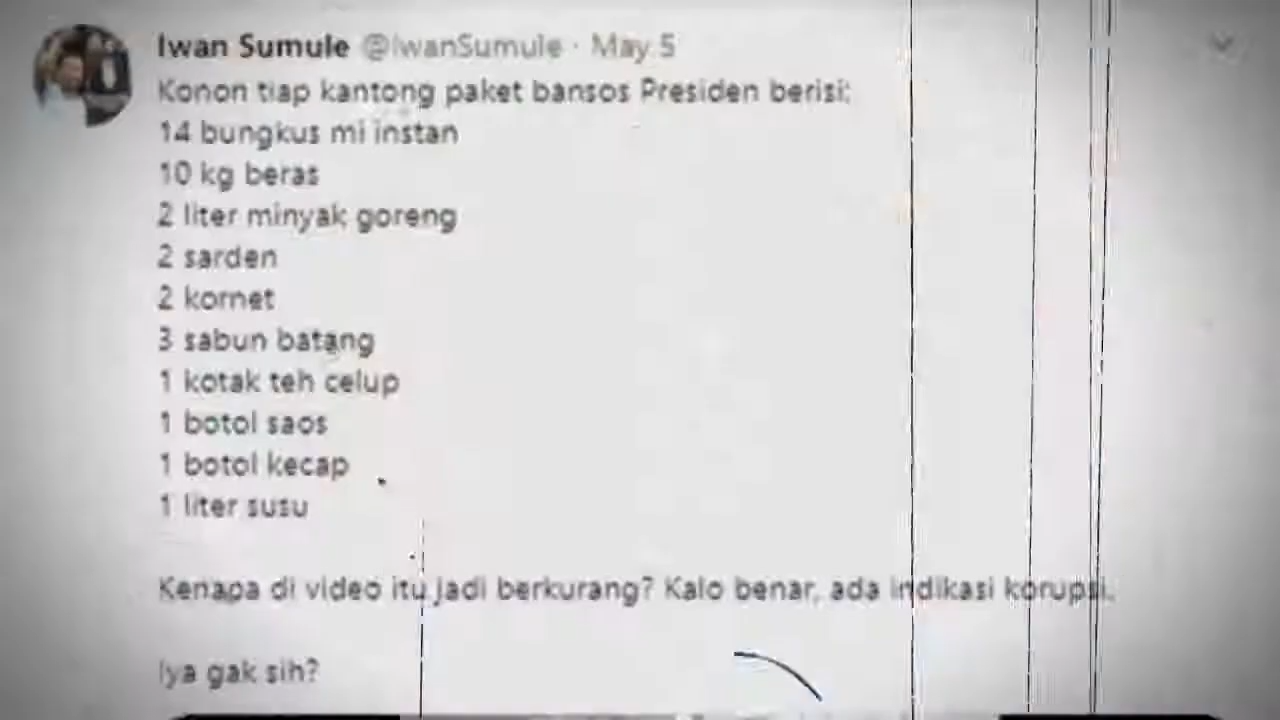 Iwan Sumule @IwanSumule · May 5
Konon tiap kantong paket bansos Presiden berisi:
14 bungkus mi instan
10 kg beras
2 liter minyak goreng
2 sarden
2 kornet
3 sabun batang
1 kotak teh celup
1 botol saos
1 botol kecap
1 liter susu
Kenapa di video itu jadi berkurang? Kalo benar, ada indikasi korupsi.
Iya gak sih?